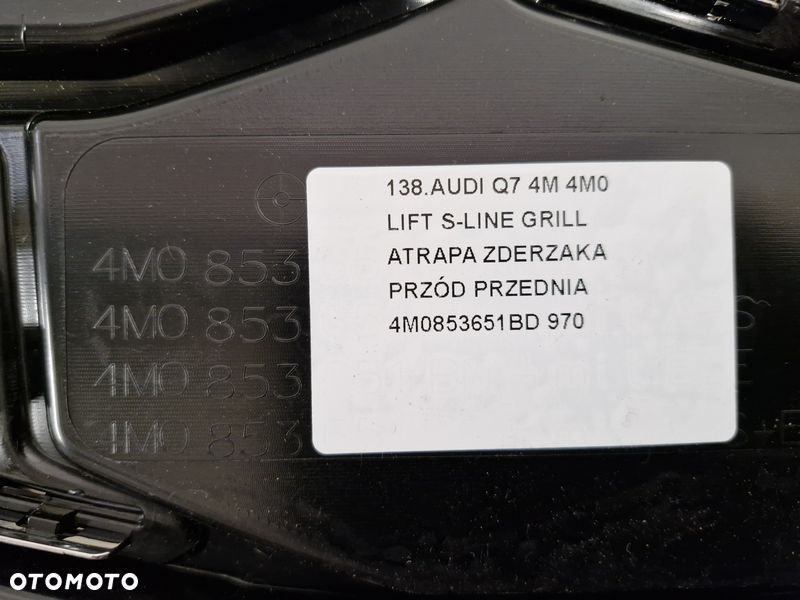 138.AUDI Q7 4M 4M0
LIFT S-LINE GRILL
ATRAPA ZDERZAKA
PRZÓD PRZEDNIA
4M0853651BD 970
4M0 853
4M0 853
4M0 853
4M0 853
OTOMOTO